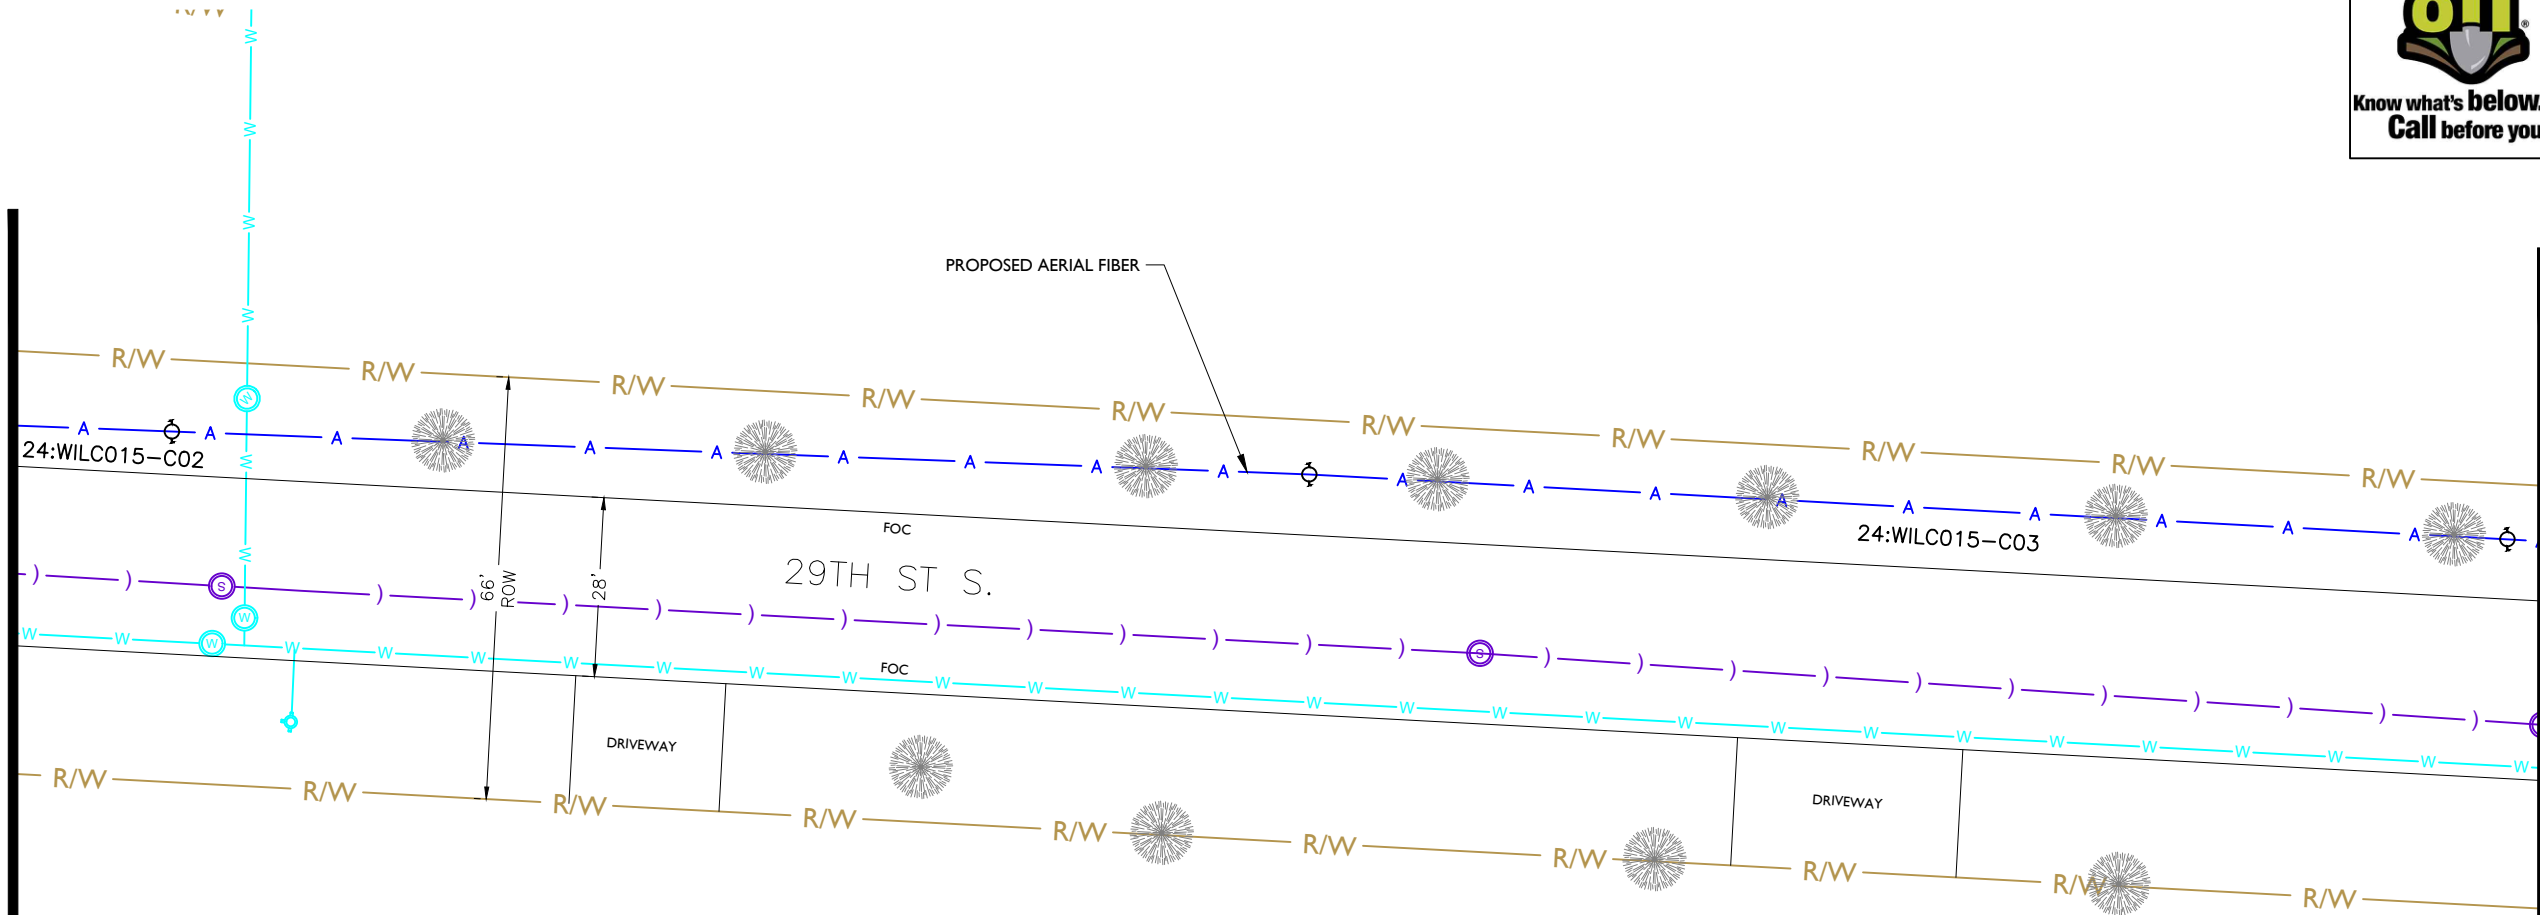 R/W
811®
Know what's below.
Call before you
W
W
W
W
PROPOSED AERIAL FIBER
R/W R/W R/W R/W R/W R/W R/W R/W R/W R/W
W
A A A A A A A A A A A A A A A A A A A
24:WILC015-C02
W
FOC
24:WILC015-C03
W
29TH ST S.
66' ROW
28'
S
S
W
W
W W W W W W W W W W W W W W W W W W W W W W W W W W W W
FOC
DRIVEWAY
DRIVEWAY
R/W R/W R/W R/W R/W R/W R/W R/W R/W R/W